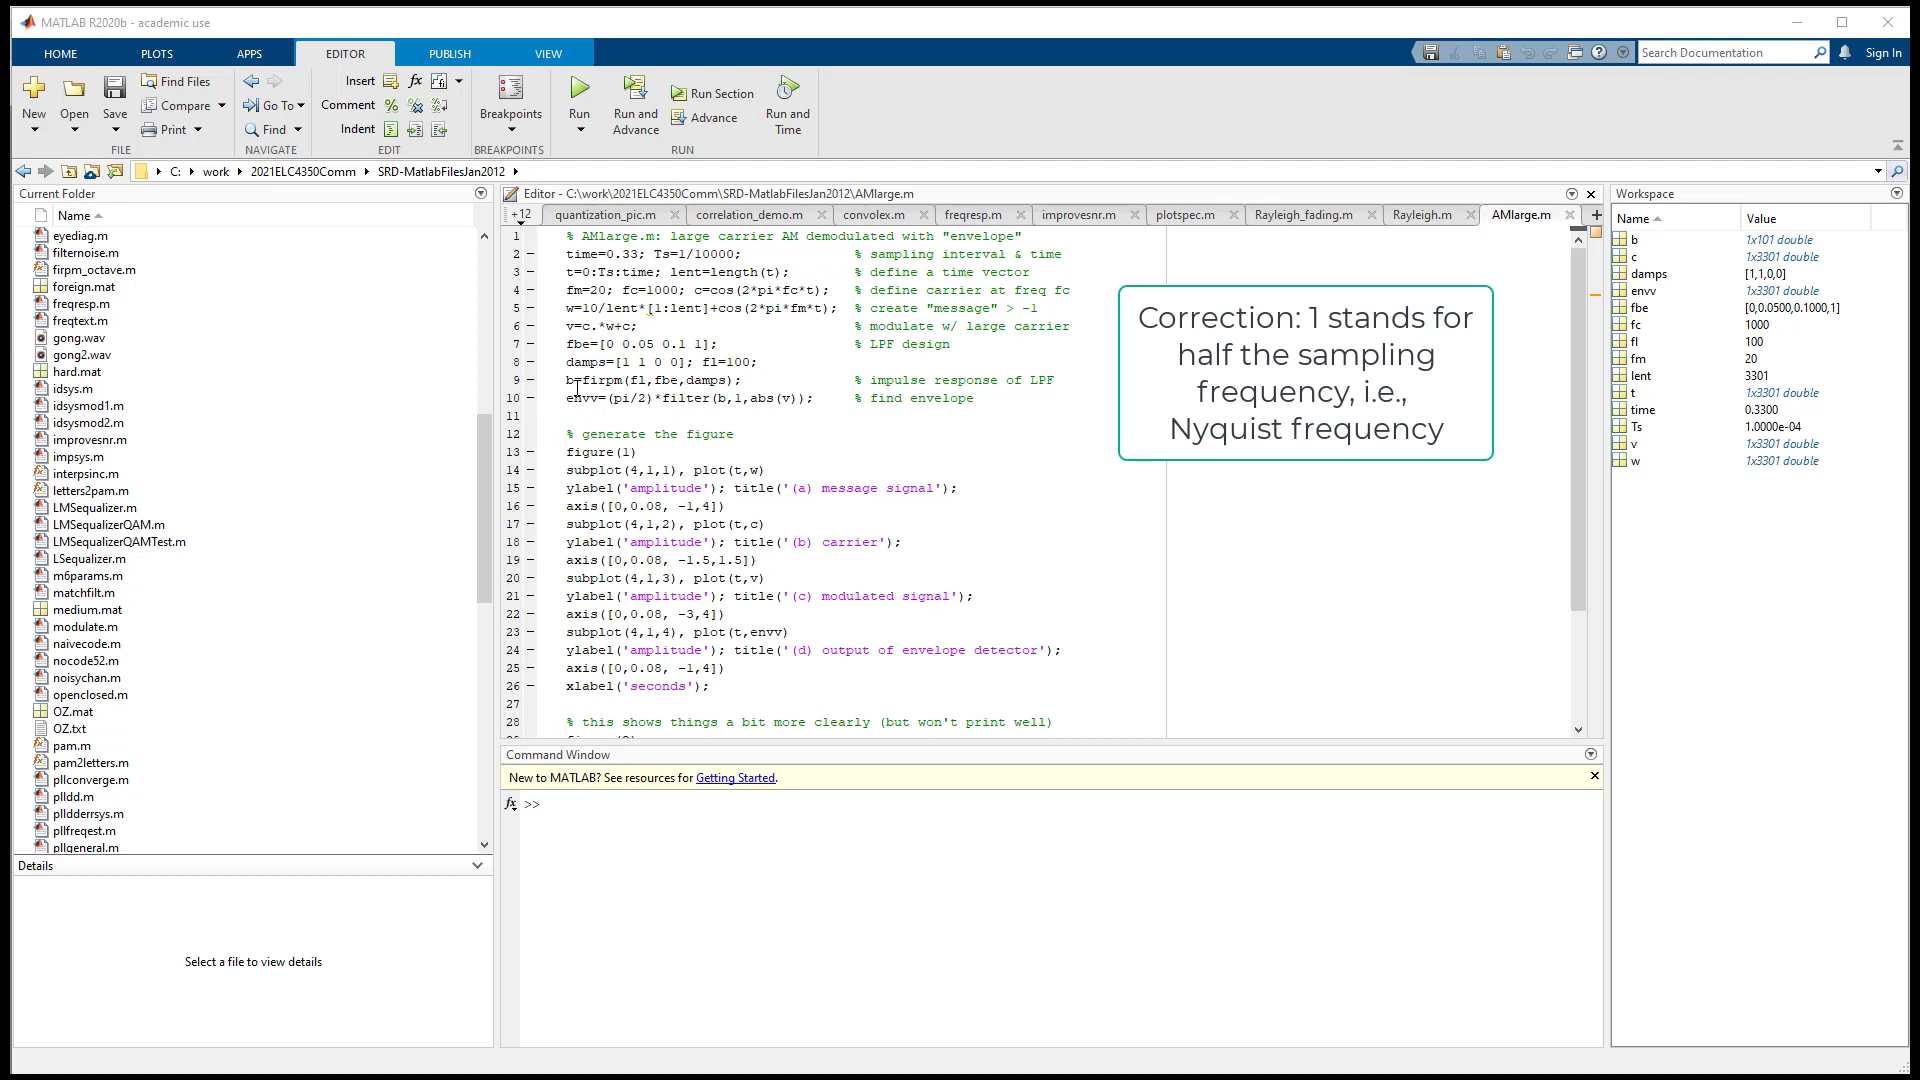 MATLAB R2020b - academic use
HOME PLOTS APPS EDITOR PUBLISH VIEW
Search Documentation Sign In
New Open Save Find Files Compare Print
FILE
Go To Find
NAVIGATE
Insert fx
Comment
Indent
EDIT
Breakpoints
BREAKPOINTS
Run Run and Advance Run Section Advance Run and Time
RUN
C: work 2021ELC4350Comm SRD-MatlabFilesJan2012
Current Folder
Name
eyediag.m
filternoise.m
firpm_octave.m
foreign.mat
freqresp.m
freqtext.m
gong.wav
gong2.wav
hard.mat
idsys.m
idsysmod1.m
idsysmod2.m
improvesnr.m
impsys.m
interpsinc.m
letters2pam.m
LMSequalizer.m
LMSequalizerQAM.m
LMSequalizerQAMTest.m
LSequalizer.m
m6params.m
matchfilt.m
medium.mat
modulate.m
naivecode.m
nocode52.m
noisychan.m
openclosed.m
OZ.mat
OZ.txt
pam.m
pam2letters.m
pllconverge.m
plldd.m
plldderrsys.m
pllfreqest.m
pllgeneral.m
Details
Select a file to view details
Editor - C:\work\2021ELC4350Comm\SRD-MatlabFilesJan2012\AMlarge.m
+12 quantization_pic.m correlation_demo.m convolex.m freqresp.m improvesnr.m plotspec.m Rayleigh_fading.m Rayleigh.m AMlarge.m
1 % AMlarge.m: large carrier AM demodulated with "envelope"
2 time=0.33; Ts=1/10000; % sampling interval & time
3 t=0:Ts:time; lent=length(t); % define a time vector
4 fm=20; fc=1000; c=cos(2*pi*fc*t); % define carrier at freq fc
5 w=10/lent*[1:lent]+cos(2*pi*fm*t); % create "message" > -1
6 v=c.*w+c; % modulate w/ large carrier
7 fbe=[0 0.05 0.1 1]; % LPF design
8 damps=[1 1 0 0]; fl=100;
9 b=firpm(fl,fbe,damps); % impulse response of LPF
10 envv=(pi/2)*filter(b,1,abs(v)); % find envelope
11
12 % generate the figure
13 figure(1)
14 subplot(4,1,1), plot(t,w)
15 ylabel('amplitude'); title('(a) message signal');
16 axis([0,0.08, -1,4])
17 subplot(4,1,2), plot(t,c)
18 ylabel('amplitude'); title('(b) carrier');
19 axis([0,0.08, -1.5,1.5])
20 subplot(4,1,3), plot(t,v)
21 ylabel('amplitude'); title('(c) modulated signal');
22 axis([0,0.08, -3,4])
23 subplot(4,1,4), plot(t,envv)
24 ylabel('amplitude'); title('(d) output of envelope detector');
25 axis([0,0.08, -1,4])
26 xlabel('seconds');
27
28 % this shows things a bit more clearly (but won't print well)
Correction: 1 stands for
half the sampling
frequency, i.e.,
Nyquist frequency
Command Window
New to MATLAB? See resources for Getting Started.
fx >>
Workspace
Name Value
b 1x101 double
c 1x3301 double
damps [1,1,0,0]
envv 1x3301 double
fbe [0,0.0500,0.1000,1]
fc 1000
fl 100
fm 20
lent 3301
t 1x3301 double
time 0.3300
Ts 1.0000e-04
v 1x3301 double
w 1x3301 double